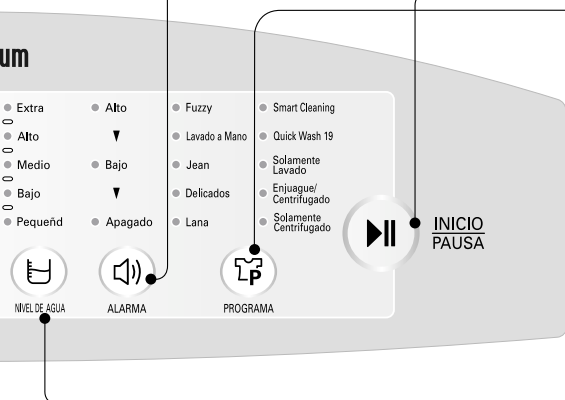 um
Extra
Alto
Medio
Bajo
Pequeñd
NIVEL DE AGUA
Alto
Bajo
Apagado
ALARMA
Fuzzy
Lavado a Mano
Jean
Delicados
Lana
Smart Cleaning
Quick Wash 19
Solamente
Lavado
Enjuague/
Centrifugado
Solamente
Centrifugado
P
PROGRAMA
INICIO
PAUSA